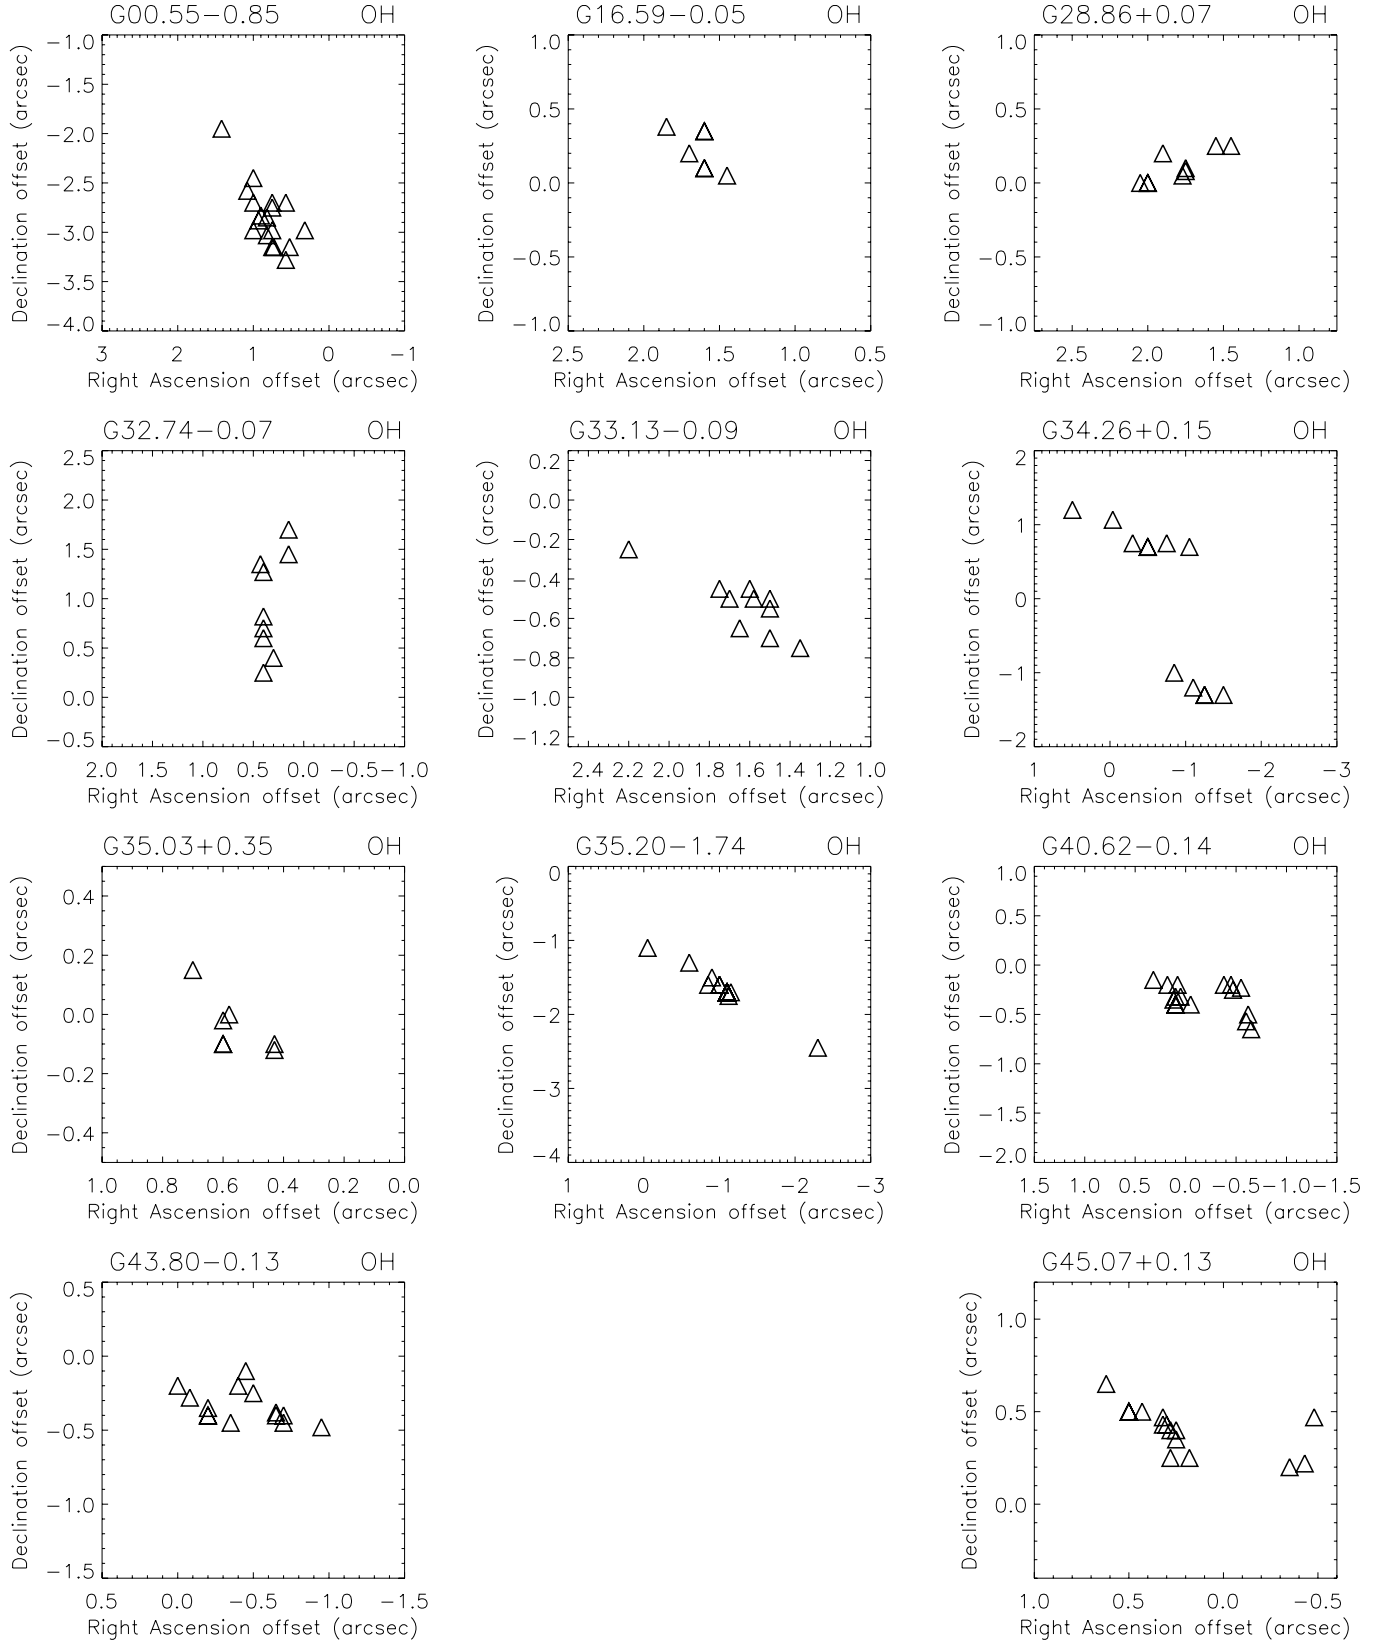 G00.55−0.85 OH
Declination offset (arcsec)
−1.0
−1.5
−2.0
−2.5
−3.0
−3.5
−4.0
3 2 1 0 −1
Right Ascension offset (arcsec)
G16.59−0.05 OH
Declination offset (arcsec)
1.0
0.5
0.0
−0.5
−1.0
2.5 2.0 1.5 1.0 0.5
Right Ascension offset (arcsec)
G28.86+0.07 OH
Declination offset (arcsec)
1.0
0.5
0.0
−0.5
−1.0
2.5 2.0 1.5 1.0
Right Ascension offset (arcsec)
G32.74−0.07 OH
Declination offset (arcsec)
2.5
2.0
1.5
1.0
0.5
0.0
−0.5
2.0 1.5 1.0 0.5 0.0 −0.5−1.0
Right Ascension offset (arcsec)
G33.13−0.09 OH
Declination offset (arcsec)
0.2
0.0
−0.2
−0.4
−0.6
−0.8
−1.0
−1.2
2.4 2.2 2.0 1.8 1.6 1.4 1.2 1.0
Right Ascension offset (arcsec)
G34.26+0.15 OH
Declination offset (arcsec)
2
1
0
−1
−2
1 0 −1 −2 −3
Right Ascension offset (arcsec)
G35.03+0.35 OH
Declination offset (arcsec)
0.4
0.2
0.0
−0.2
−0.4
1.0 0.8 0.6 0.4 0.2 0.0
Right Ascension offset (arcsec)
G35.20−1.74 OH
Declination offset (arcsec)
0
−1
−2
−3
−4
1 0 −1 −2 −3
Right Ascension offset (arcsec)
G40.62−0.14 OH
Declination offset (arcsec)
1.0
0.5
0.0
−0.5
−1.0
−1.5
−2.0
1.5 1.0 0.5 0.0 −0.5−1.0−1.5
Right Ascension offset (arcsec)
G43.80−0.13 OH
Declination offset (arcsec)
0.5
0.0
−0.5
−1.0
−1.5
0.5 0.0 −0.5 −1.0 −1.5
Right Ascension offset (arcsec)
G45.07+0.13 OH
Declination offset (arcsec)
1.0
0.5
0.0
1.0 0.5 0.0 −0.5
Right Ascension offset (arcsec)